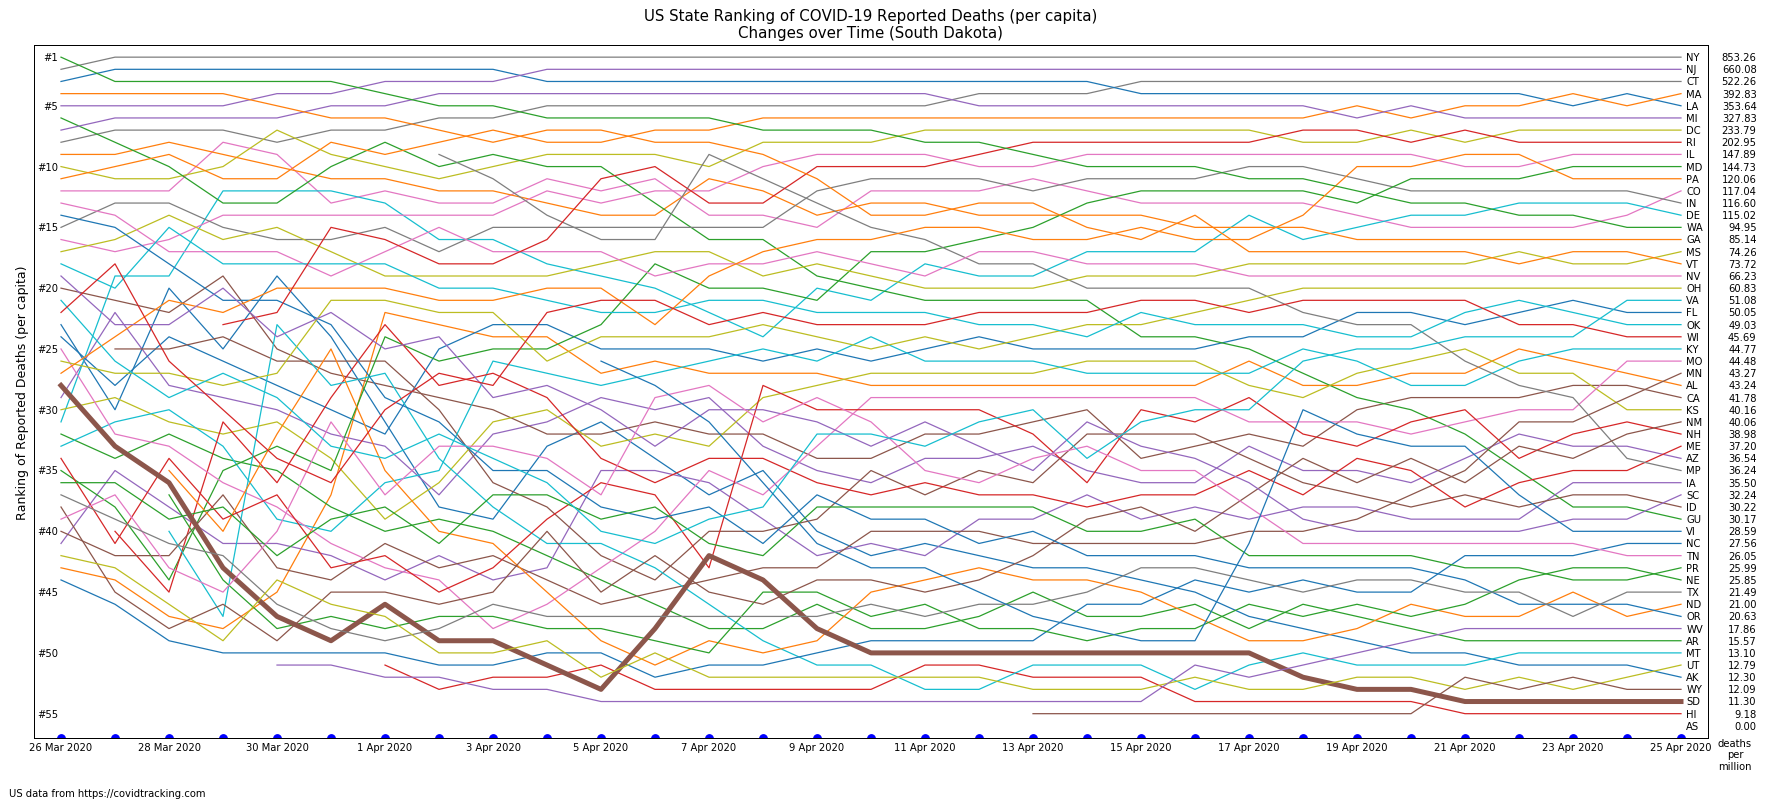 US State Ranking of COVID-19 Reported Deaths (per capita)
Changes over Time (South Dakota)
Ranking of Reported Deaths (per capita)
#1
#5
#10
#15
#20
#25
#30
#35
#40
#45
#50
#55
NY 853.26
NJ 660.08
CT 522.26
MA 392.83
LA 353.64
MI 327.83
DC 233.79
RI 202.95
IL 147.89
MD 144.73
PA 120.06
CO 117.04
IN 116.60
DE 115.02
WA 94.95
GA 85.14
MS 74.26
VT 73.72
NV 66.23
OH 60.83
VA 51.08
FL 50.05
OK 49.03
WI 45.69
KY 44.77
MO 44.48
MN 43.27
AL 43.24
CA 41.78
KS 40.16
NM 40.06
NH 38.98
ME 37.20
AZ 36.54
MP 36.24
IA 35.50
SC 32.24
ID 30.22
GU 30.17
VI 28.59
NC 27.56
TN 26.05
PR 25.99
NE 25.85
TX 21.49
ND 21.00
OR 20.63
WV 17.86
AR 15.57
MT 13.10
UT 12.79
AK 12.30
WY 12.09
SD 11.30
HI 9.18
AS 0.00
26 Mar 2020 28 Mar 2020 30 Mar 2020 1 Apr 2020 3 Apr 2020 5 Apr 2020 7 Apr 2020 9 Apr 2020 11 Apr 2020 13 Apr 2020 15 Apr 2020 17 Apr 2020 19 Apr 2020 21 Apr 2020 23 Apr 2020 25 Apr 2020
deaths
per
million
US data from https://covidtracking.com